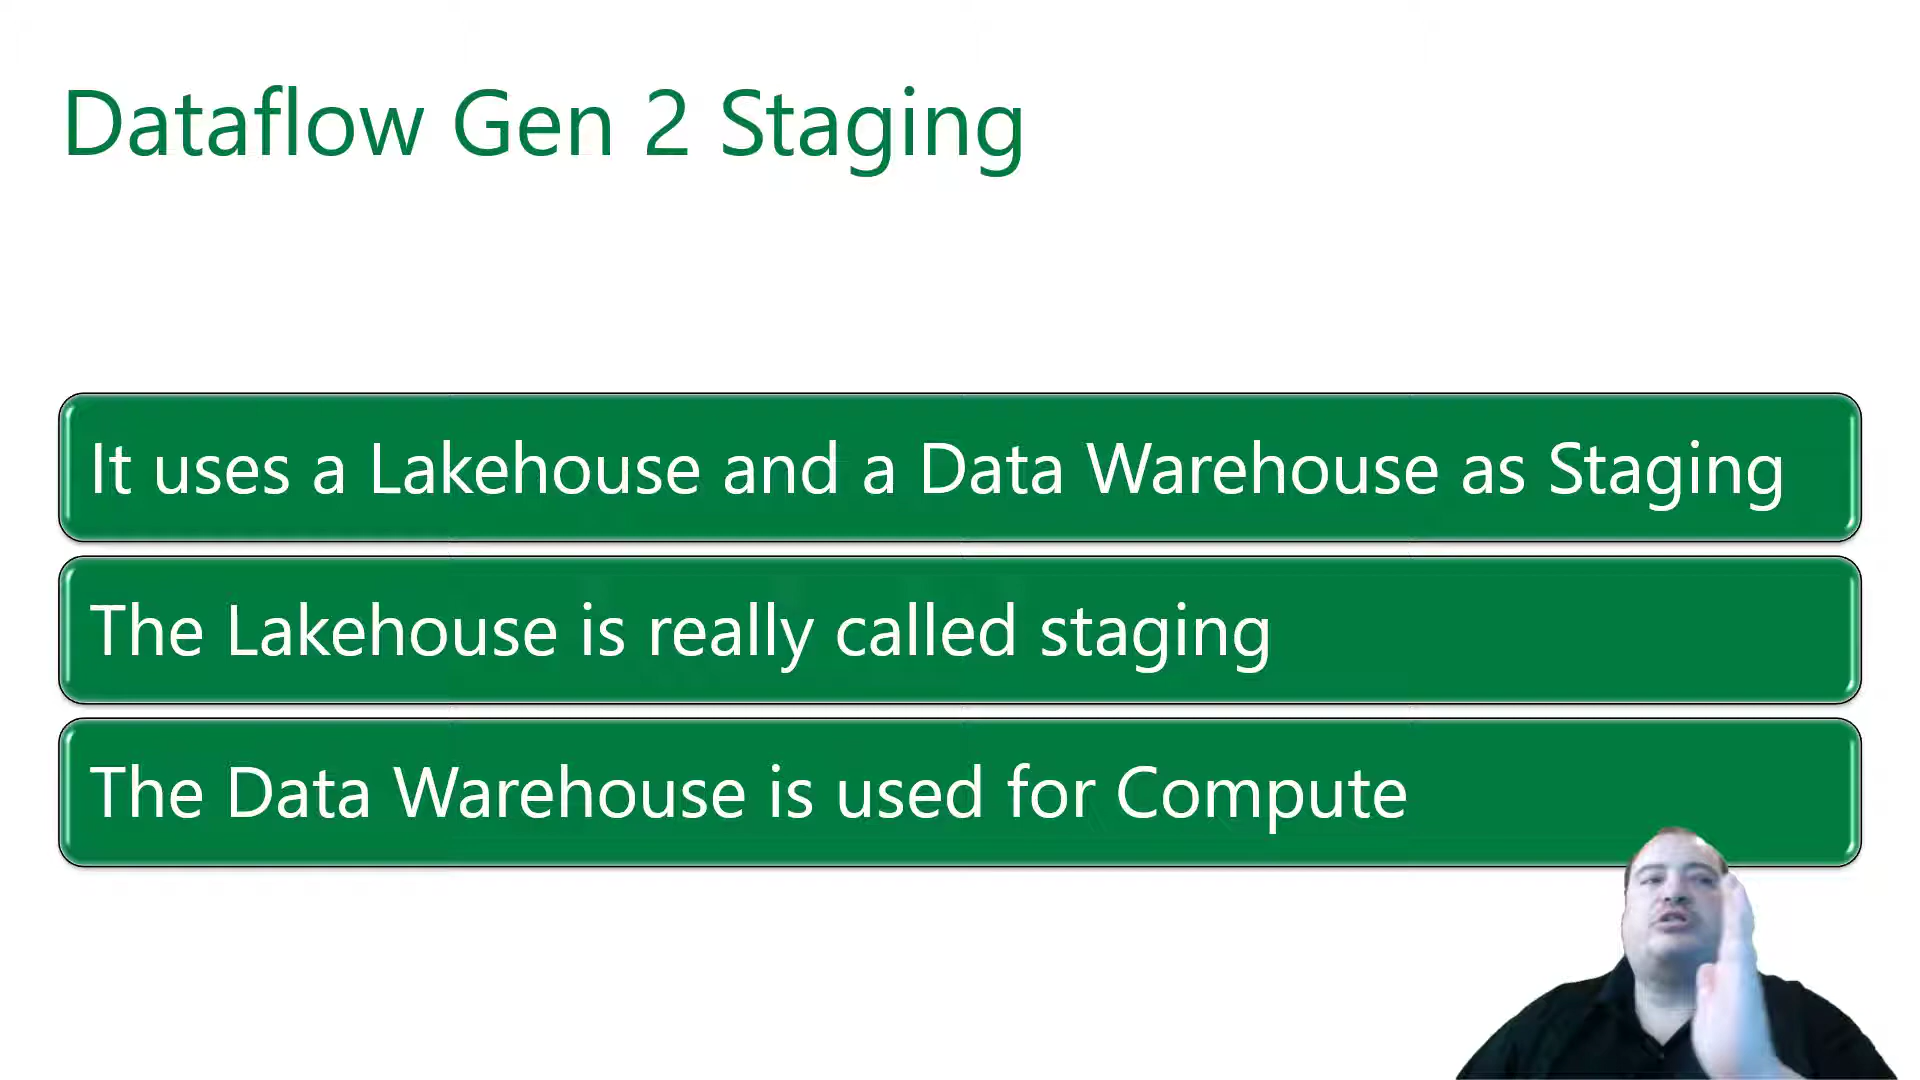 Dataflow Gen 2 Staging
It uses a Lakehouse and a Data Warehouse as Staging
The Lakehouse is really called staging
The Data Warehouse is used for Compute